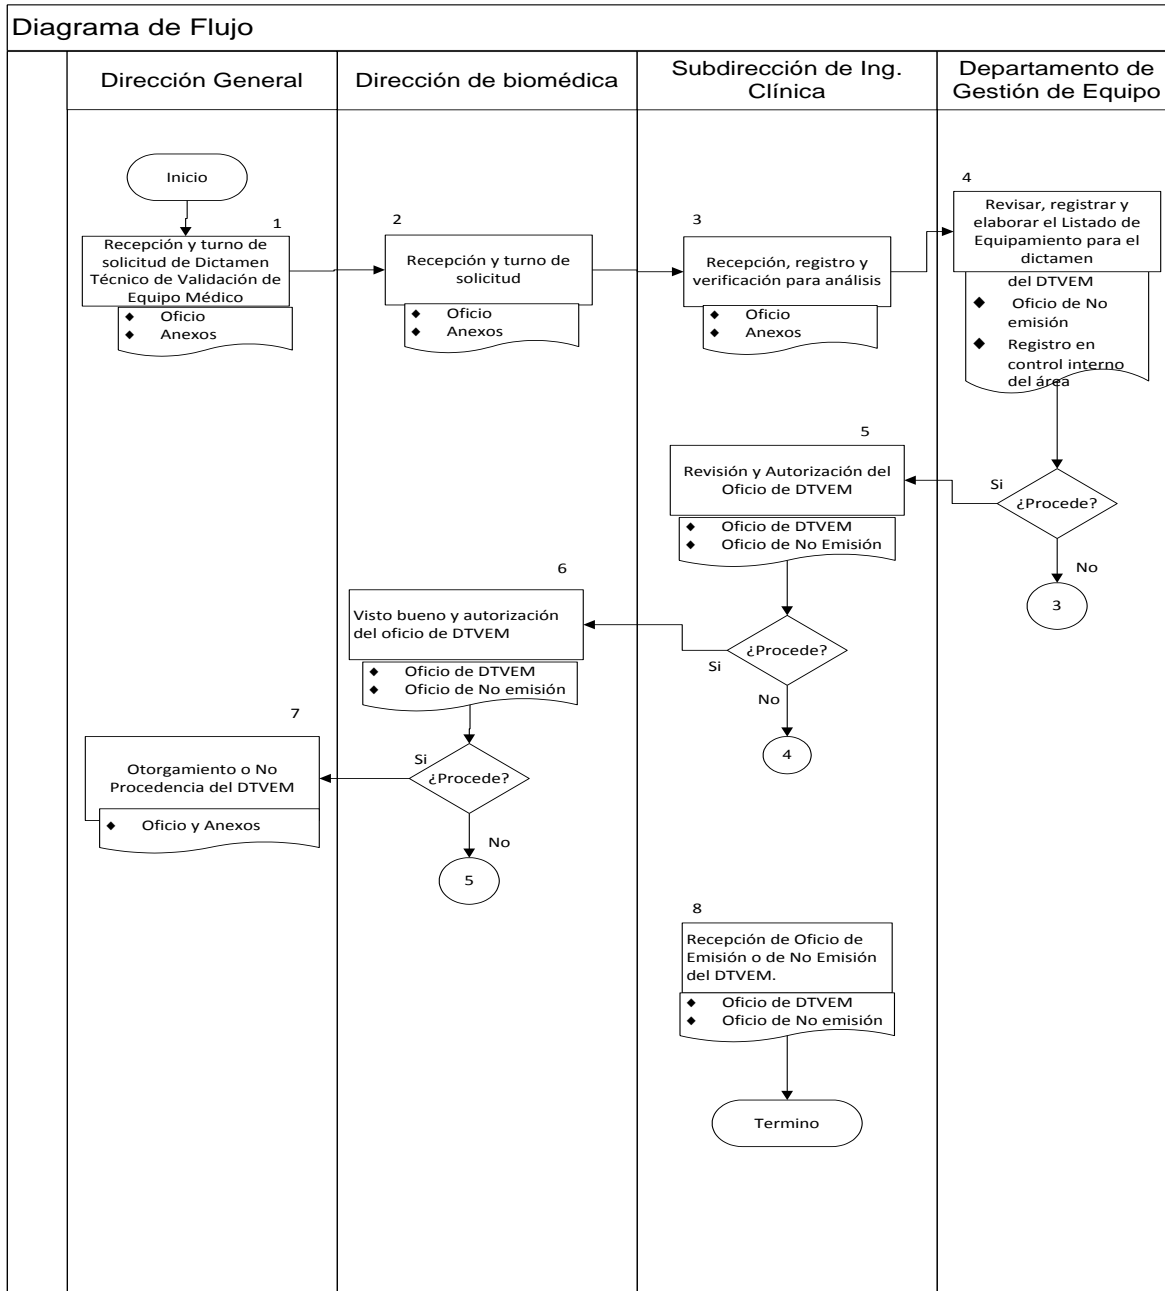 Diagrama de Flujo
Dirección General
Dirección de biomédica
Subdirección de Ing.
Clínica
Departamento de
Gestión de Equipo
Inicio
1
Recepción y turno de
solicitud de Dictamen
Técnico de Validación de
Equipo Médico
◆ Oficio
◆ Anexos
2
Recepción y turno de
solicitud
◆ Oficio
◆ Anexos
3
Recepción, registro y
verificación para análisis
◆ Oficio
◆ Anexos
4
Revisar, registrar y
elaborar el Listado de
Equipamiento para el
dictamen
del DTVEM
◆ Oficio de No
emisión
◆ Registro en
control interno
del área
¿Procede?
Si
No
3
5
Revisión y Autorización del
Oficio de DTVEM
◆ Oficio de DTVEM
◆ Oficio de No Emisión
¿Procede?
Si
No
4
6
Visto bueno y autorización
del oficio de DTVEM
◆ Oficio de DTVEM
◆ Oficio de No emisión
¿Procede?
Si
No
5
7
Otorgamiento o No
Procedencia del DTVEM
◆ Oficio y Anexos
8
Recepción de Oficio de
Emisión o de No Emisión
del DTVEM.
◆ Oficio de DTVEM
◆ Oficio de No emisión
Termino